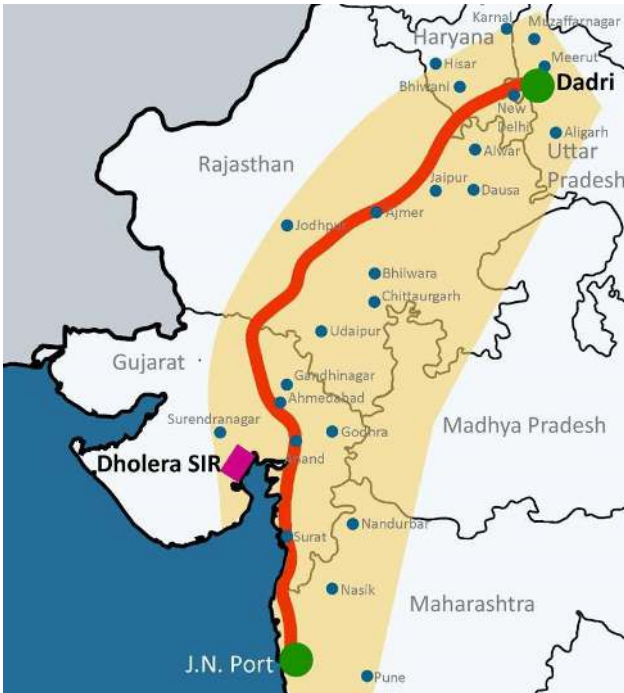 Karnal
Muzaffarnagar
Haryana
Hisar
Meerut
Bhiwani
Dadri
New
Delhi
Aligarh
Alwar
Uttar
Pradesh
Rajasthan
Jaipur
Dausa
Ajmer
Jodhpur
Bhilwara
Chittaurgarh
Udaipur
Gujarat
Gandhinagar
Ahmedabad
Surendranagar
Godhra
Madhya Pradesh
Anand
Dholera SIR
Nandurbar
Surat
Nasik
Maharashtra
J.N. Port
Pune